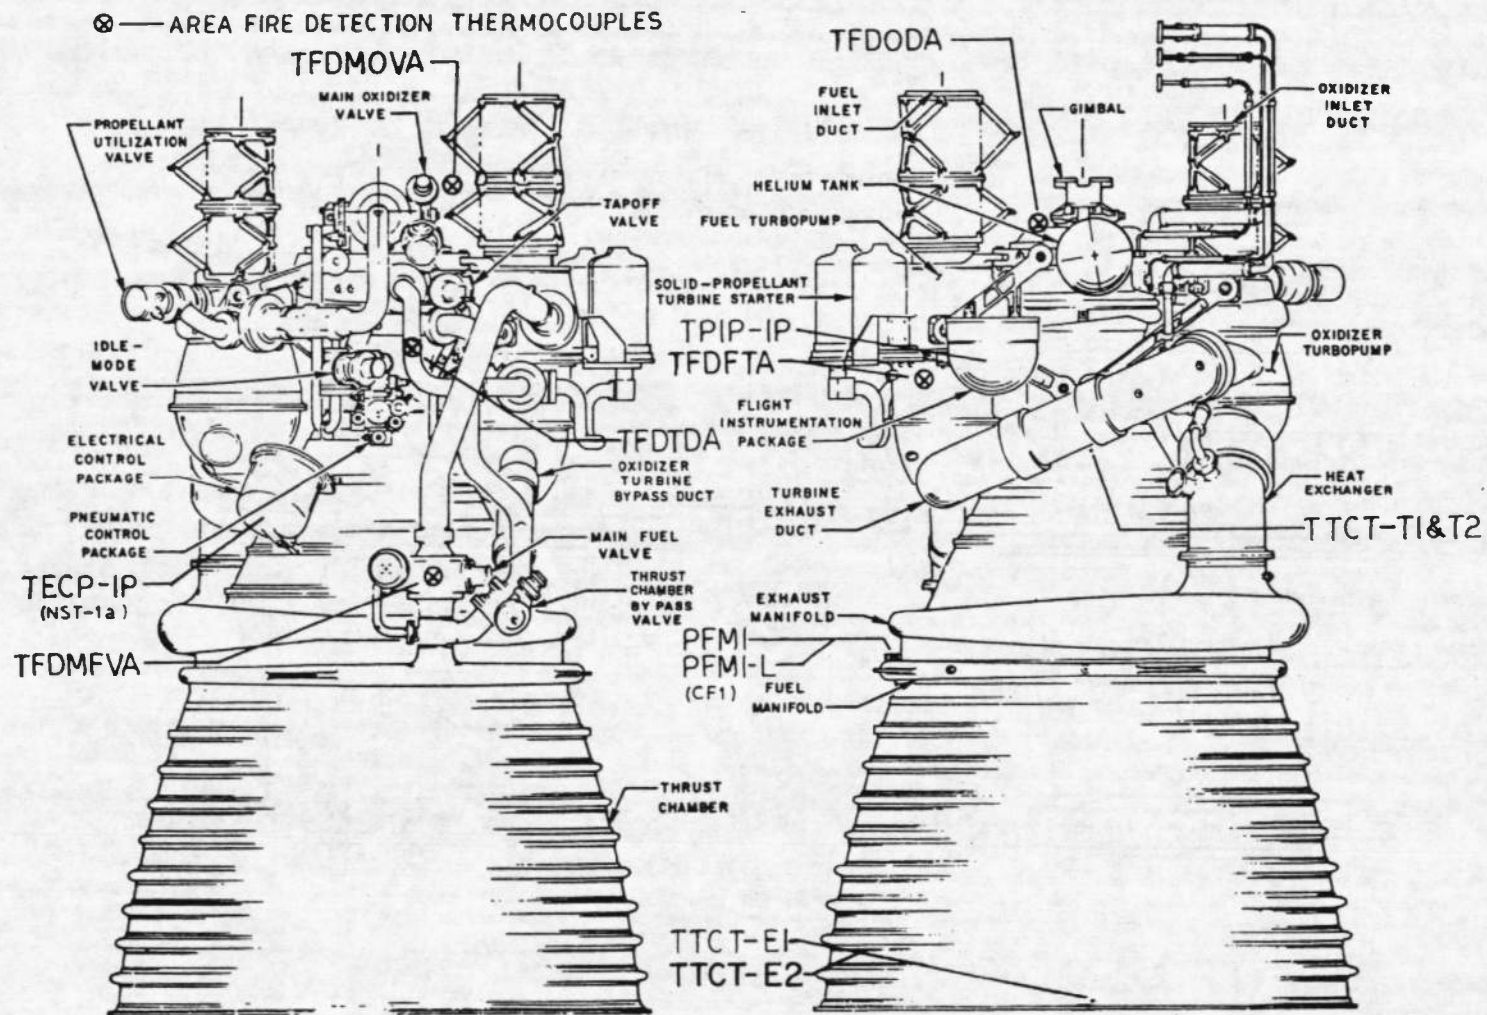 ⊗ — AREA FIRE DETECTION THERMOCOUPLES
TFDMOVA
MAIN OXIDIZER
VALVE
PROPELLANT
UTILIZATION
VALVE
TAPOFF
VALVE
IDLE-
MODE
VALVE
ELECTRICAL
CONTROL
PACKAGE
PNEUMATIC
CONTROL
PACKAGE
TECP-1P
(NST-1a)
TFDMFVA
TFDTDA
OXIDIZER
TURBINE
BYPASS DUCT
MAIN FUEL
VALVE
THRUST
CHAMBER
BY PASS
VALVE
THRUST
CHAMBER
TFDODA
FUEL
INLET
DUCT
GIMBAL
OXIDIZER
INLET
DUCT
HELIUM TANK
FUEL TURBOPUMP
SOLID-PROPELLANT
TURBINE STARTER
TPIP-1P
TFDFTA
FLIGHT
INSTRUMENTATION
PACKAGE
OXIDIZER
TURBOPUMP
TURBINE
EXHAUST
DUCT
HEAT
EXCHANGER
TTCT-T1&T2
EXHAUST
MANIFOLD
PFMI
PFMI-L
(CF1)
FUEL
MANIFOLD
TTCT-E1
TTCT-E2